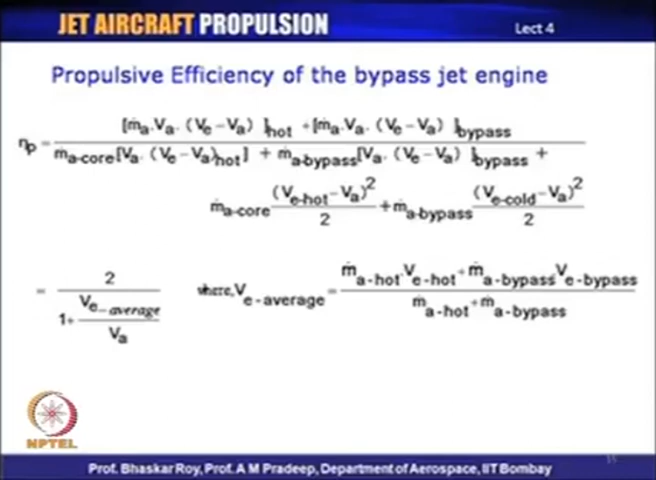 JET AIRCRAFT PROPULSION
Lect 4
Propulsive Efficiency of the bypass jet engine
ηp = [ṁa.Va. (Ve−Va) ]hot + [ṁa.Va. (Ve−Va) ]bypass
ṁa-core[Va. (Ve−Va)hot] + ṁa-bypass[Va. (Ve−Va) ]bypass +
ṁa-core (Ve-hot−Va)² / 2 + ṁa-bypass (Ve-cold−Va)² / 2
= 2 / (1+ Ve-average / Va) where, Ve-average = (ṁa-hot.Ve-hot + ṁa-bypass.Ve-bypass) / (ṁa-hot + ṁa-bypass)
NPTEL
15
Prof. Bhaskar Roy, Prof. A M Pradeep, Department of Aerospace, IIT Bombay